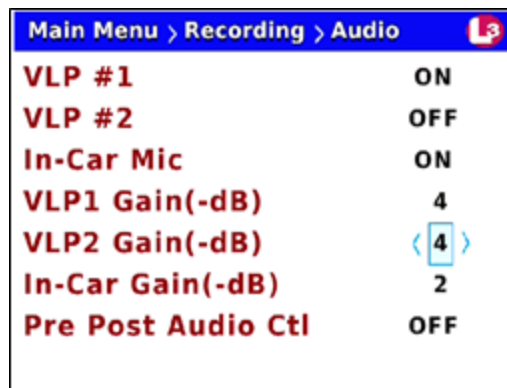 Main Menu > Recording > Audio L3
VLP #1 ON
VLP #2 OFF
In-Car Mic ON
VLP1 Gain(-dB) 4
VLP2 Gain(-dB) < 4 >
In-Car Gain(-dB) 2
Pre Post Audio Ctl OFF